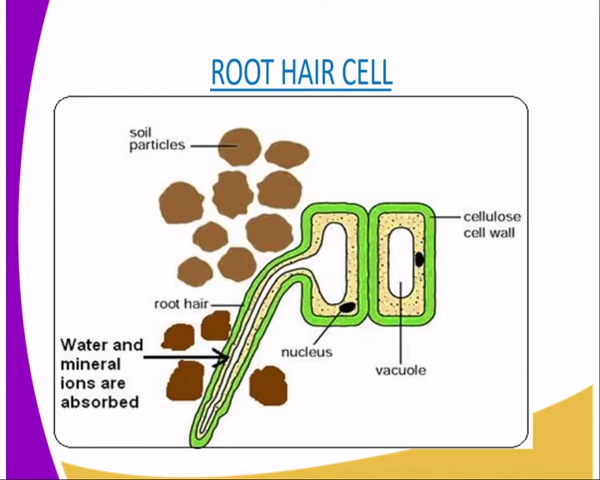 ROOT HAIR CELL
soil
particles
cellulose
cell wall
root hair
Water and
mineral
ions are
absorbed
nucleus
vacuole